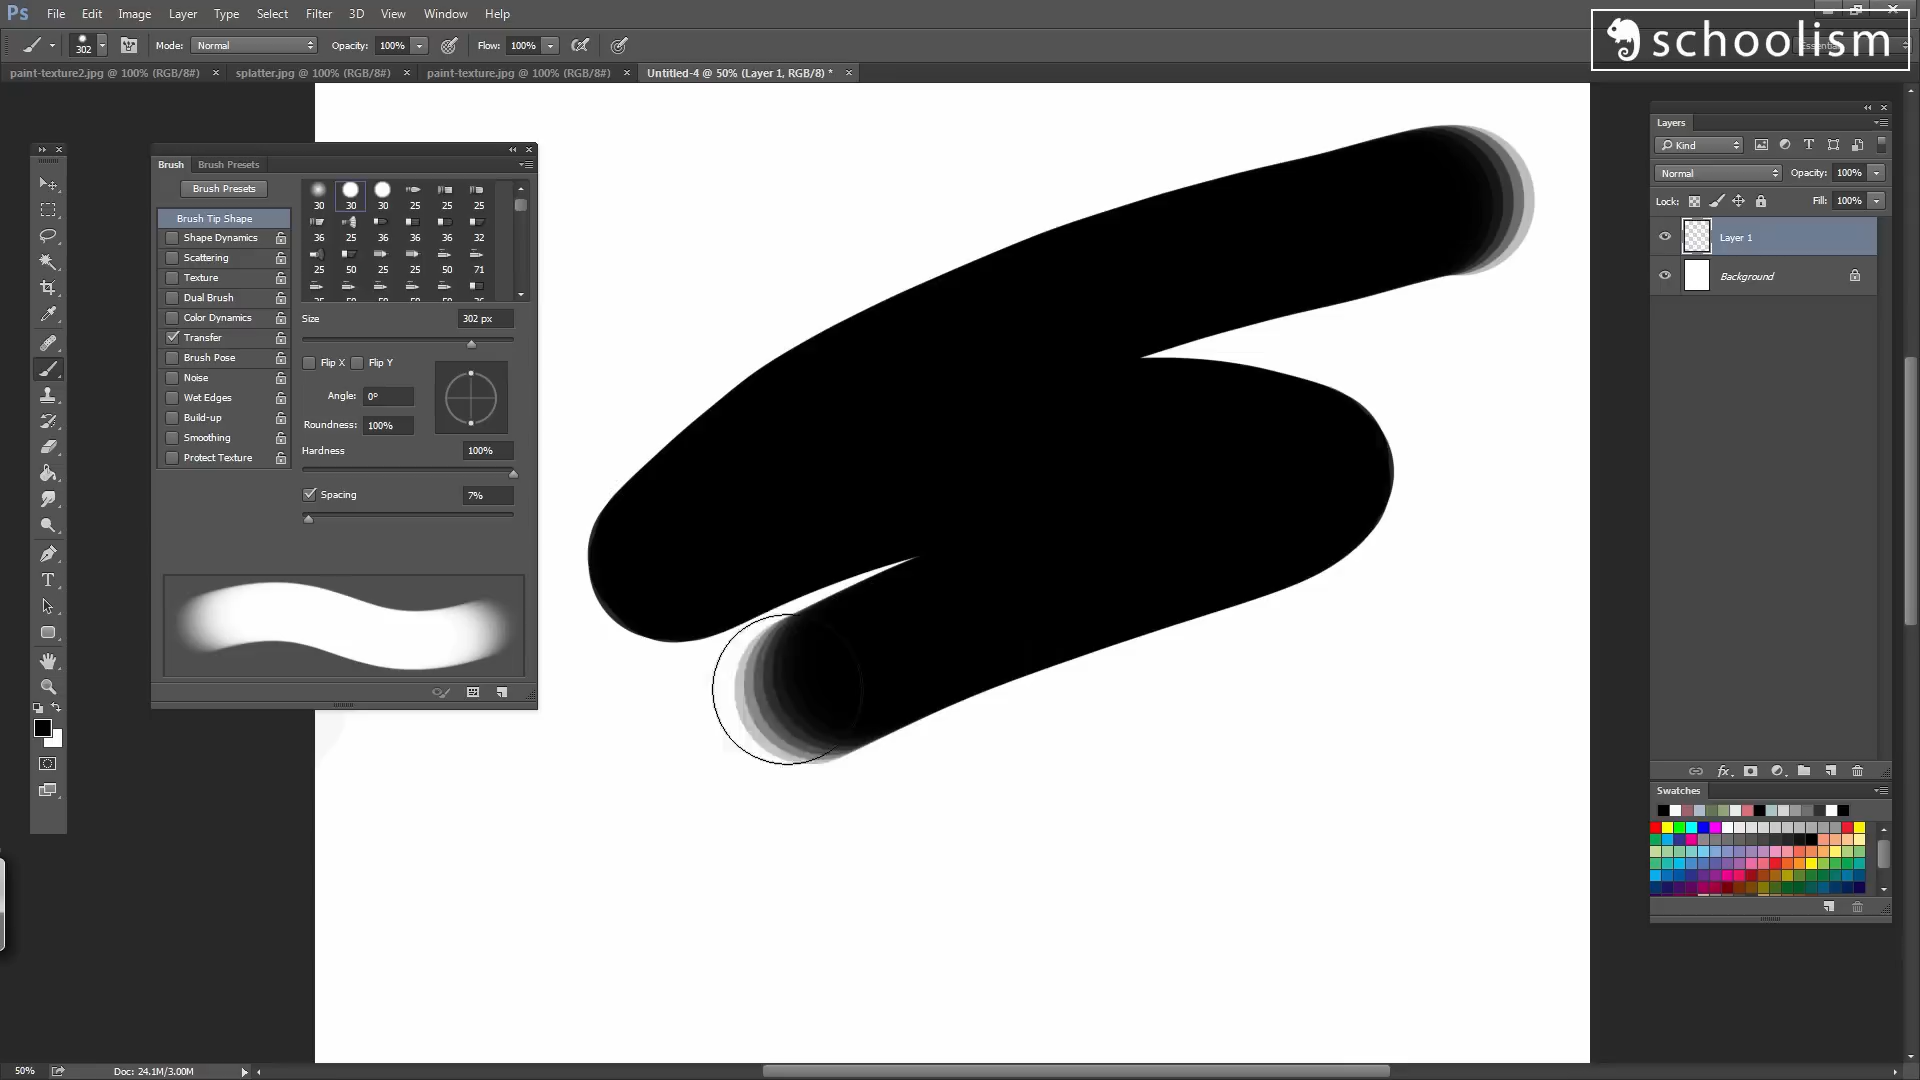 Ps File Edit Image Layer Type Select Filter 3D View Window Help
schoolism
302 Mode: Normal Opacity: 100% Flow: 100%
paint-texture2.jpg @ 100% (RGB/8#) × splatter.jpg @ 100% (RGB/8#) × paint-texture.jpg @ 100% (RGB/8#) × Untitled-4 @ 50% (Layer 1, RGB/8) * ×
Brush Brush Presets
Brush Presets
Brush Tip Shape
Shape Dynamics
Scattering
Texture
Dual Brush
Color Dynamics
Transfer
Brush Pose
Noise
Wet Edges
Build-up
Smoothing
Protect Texture
30 30 30 25 25 25
36 25 36 36 36 32
25 50 25 25 50 71
Size 302 px
Flip X Flip Y
Angle: 0º
Roundness: 100%
Hardness 100%
Spacing 7%
Layers
Kind
Normal Opacity: 100%
Lock: Fill: 100%
Layer 1
Background
Swatches
50% Doc: 24.1M/3.00M